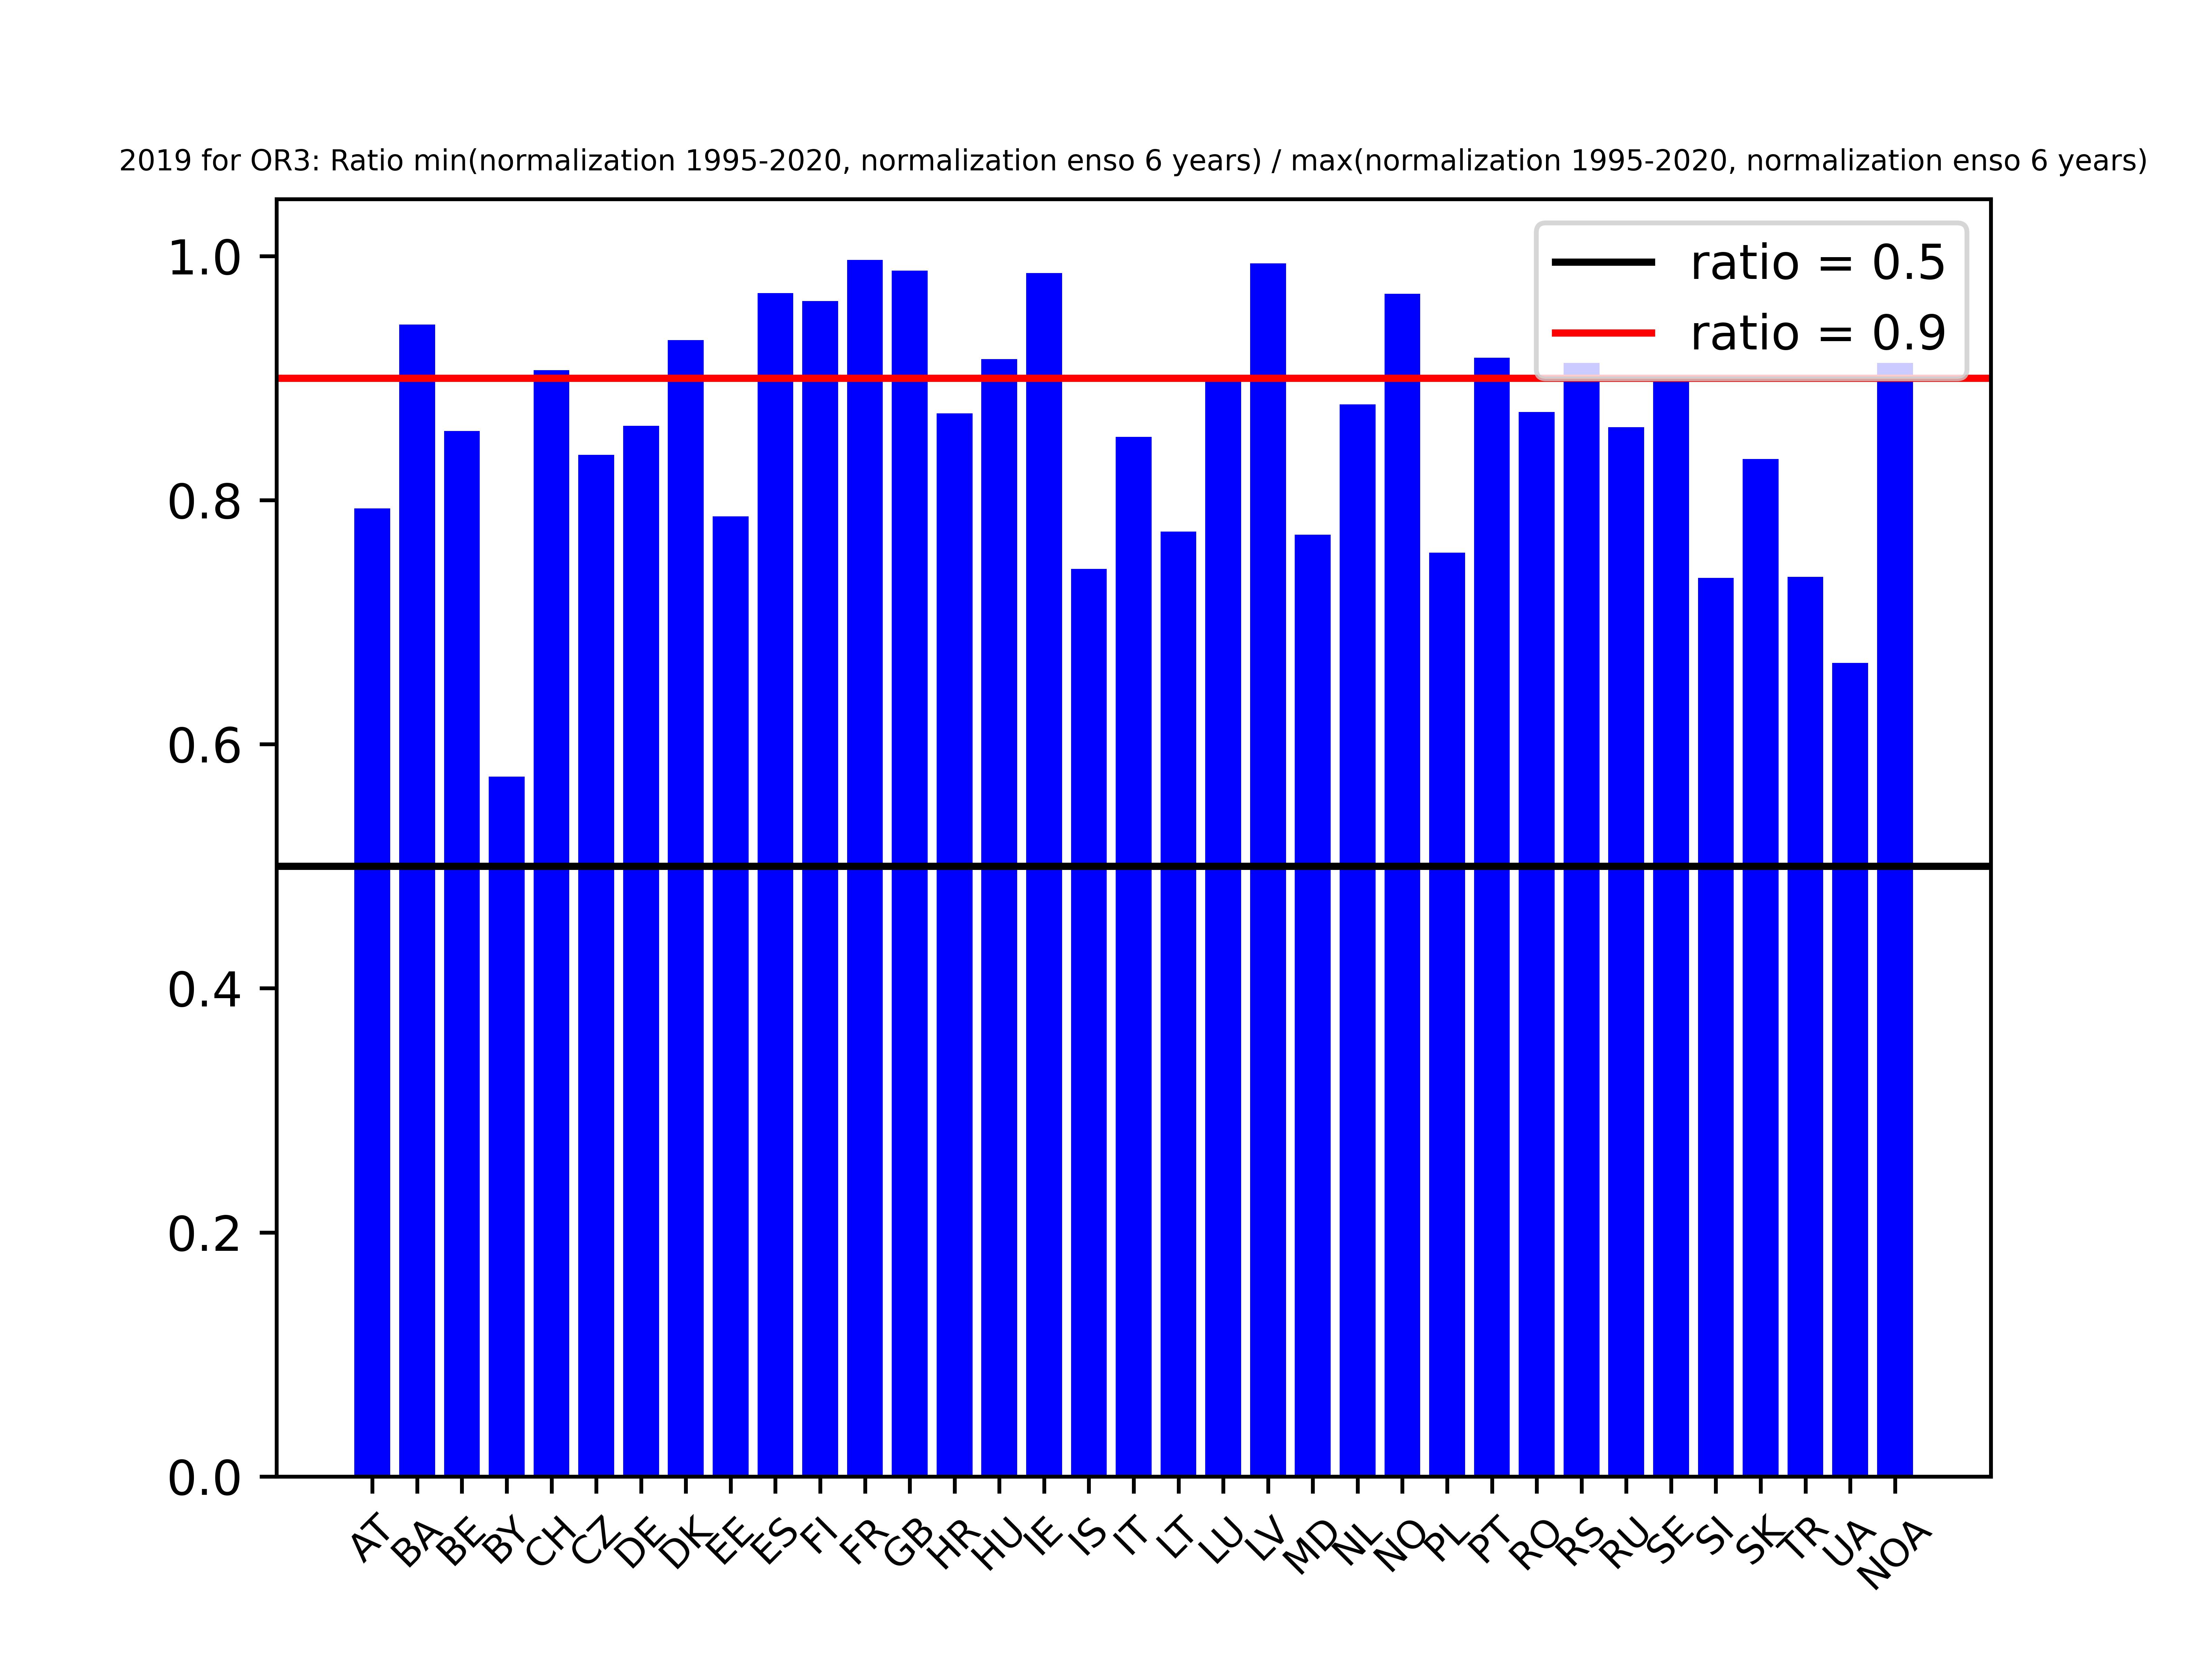 2019 for OR3: Ratio min(normalization 1995-2020, normalization enso 6 years) / max(normalization 1995-2020, normalization enso 6 years)
ratio = 0.5
ratio = 0.9
1.0
0.8
0.6
0.4
0.2
0.0
AT BA BE BY CH CZ DE DK EE ES FI FR GB HR HU IE IS IT LT LU LV MD NL NO PL PT RO RS RU SE SI SK TR UA NOA